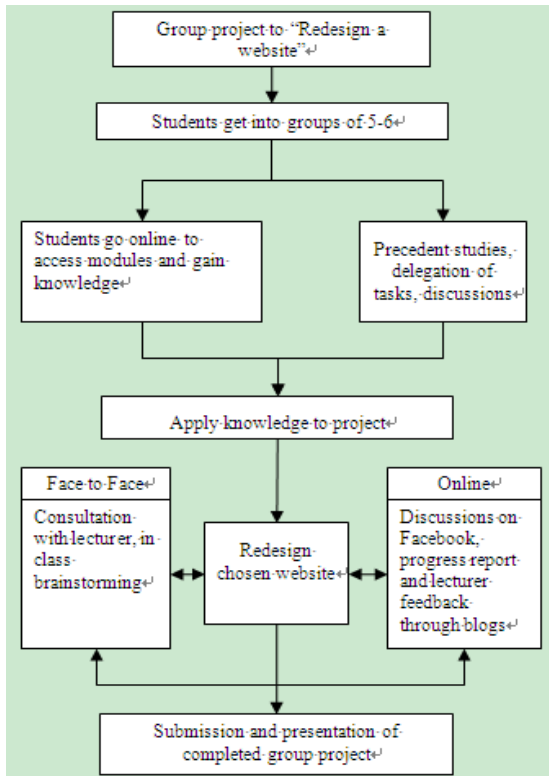 Group project to “Redesign a
website”
Students get into groups of 5-6
Students go online to
access modules and gain
knowledge
Precedent studies,
delegation of
tasks, discussions
Apply knowledge to project
Face to Face
Consultation
with lecturer, in
class
brainstorming
Redesign
chosen website
Online
Discussions on
Facebook,
progress report
and lecturer
feedback
through blogs
Submission and presentation of
completed group project